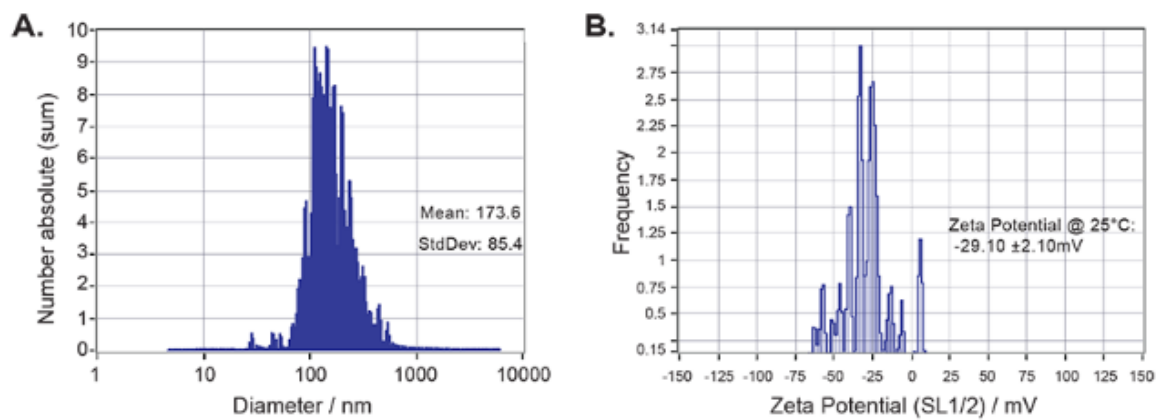 A.
10
9
8
7
6
5
4
3
2
1
0
Number absolute (sum)
Mean: 173.6
StdDev: 85.4
1 10 100 1000 10000
Diameter / nm
B.
3.14
2.75
2.5
2.25
2
1.75
1.5
1.25
1
0.75
0.5
0.15
Frequency
Zeta Potential @ 25°C:
-29.10 ±2.10mV
-150 -125 -100 -75 -50 -25 0 25 50 75 100 125 150
Zeta Potential (SL1/2) / mV